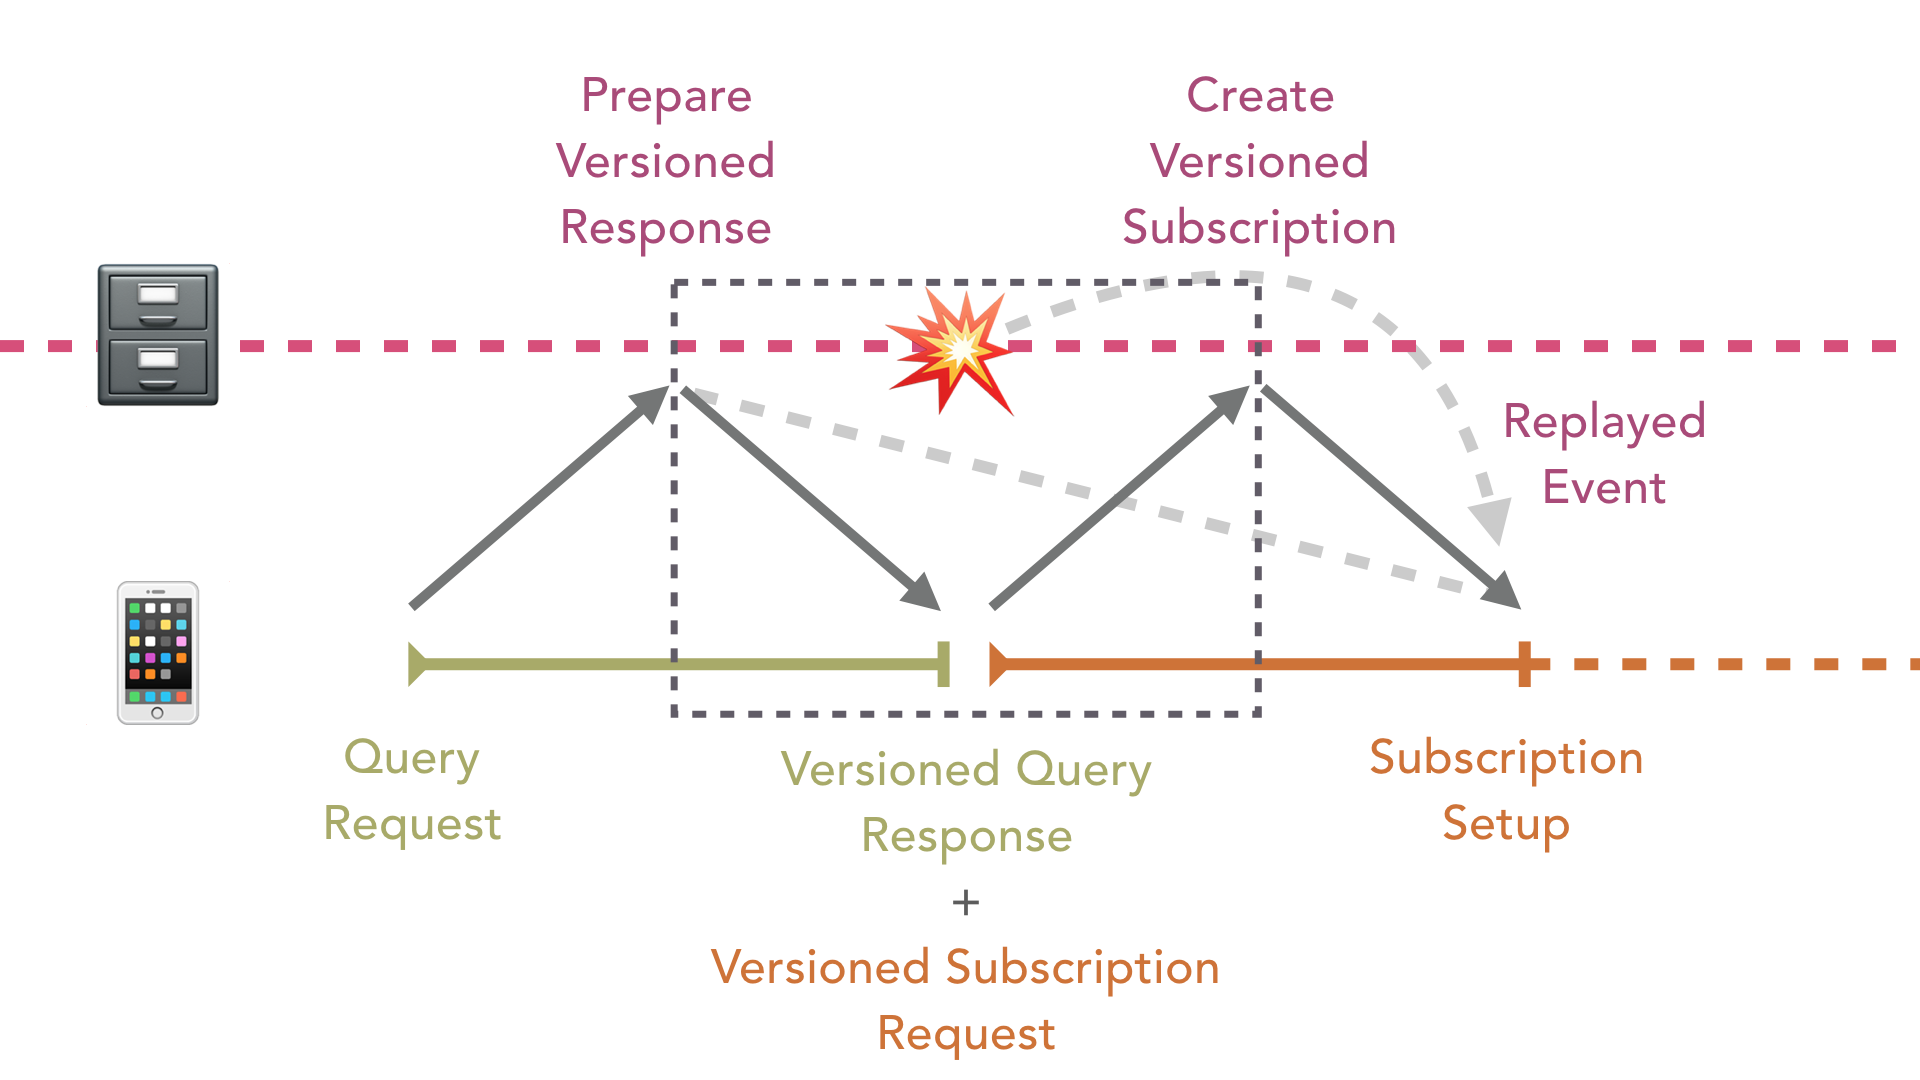 Prepare
Versioned
Response
Create
Versioned
Subscription
Replayed
Event
Query
Request
Versioned Query
Response
+
Versioned Subscription
Request
Subscription
Setup